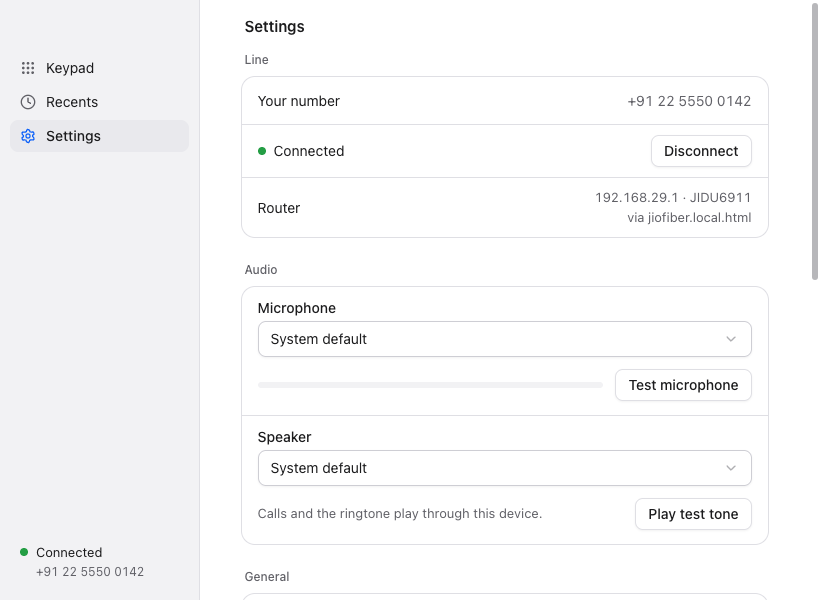 Keypad
Recents
Settings
Connected
+91 22 5550 0142
Settings
Line
Your number
+91 22 5550 0142
Connected
Disconnect
Router
192.168.29.1 · JIDU6911
via jiofiber.local.html
Audio
Microphone
System default
Test microphone
Speaker
System default
Calls and the ringtone play through this device.
Play test tone
General